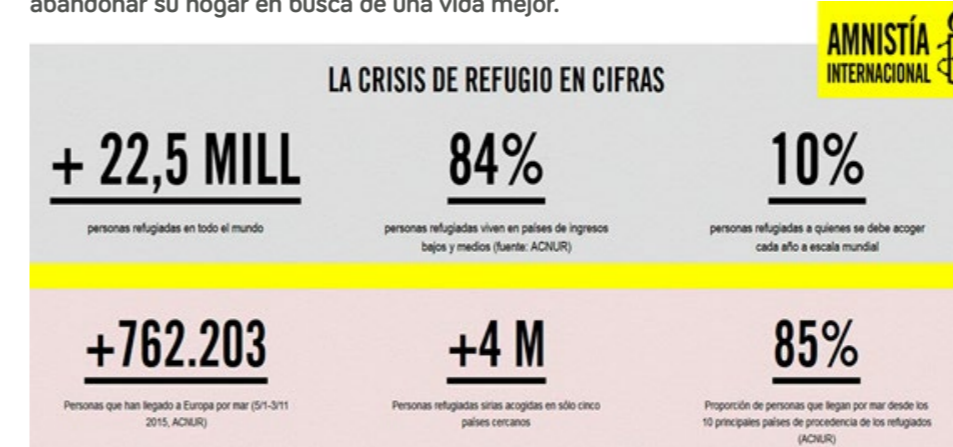 abandonar su hogar en busca de una vida mejor.
AMNISTÍA
INTERNACIONAL
LA CRISIS DE REFUGIO EN CIFRAS
+ 22,5 MILL
personas refugiadas en todo el mundo
84%
personas refugiadas viven en países de ingresos
bajos y medios (fuente: ACNUR)
10%
personas refugiadas a quienes se debe acoger
cada año a escala mundial
+762.203
Personas que han llegado a Europa por mar (5/1-3/11
2015, ACNUR)
+4 M
Personas refugiadas sirias acogidas en sólo cinco
países cercanos
85%
Proporción de personas que llegan por mar desde los
10 principales países de procedencia de los refugiados
(ACNUR)